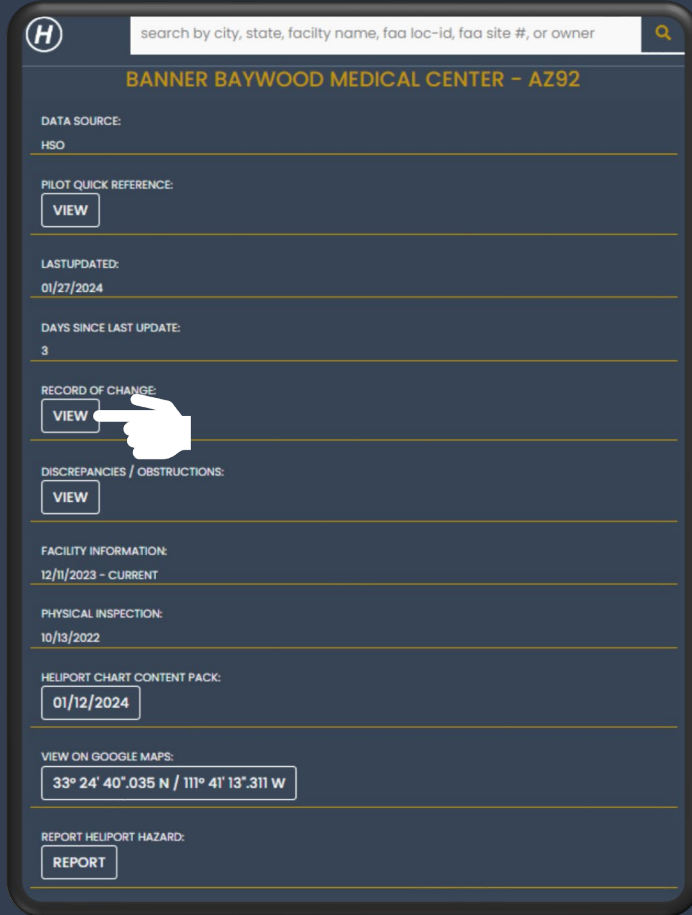 H
search by city, state, facilty name, faa loc-id, faa site #, or owner
BANNER BAYWOOD MEDICAL CENTER - AZ92
DATA SOURCE:
HSO
PILOT QUICK REFERENCE:
VIEW
LASTUPDATED:
01/27/2024
DAYS SINCE LAST UPDATE:
3
RECORD OF CHANGE:
VIEW
DISCREPANCIES / OBSTRUCTIONS:
VIEW
FACILITY INFORMATION:
12/11/2023 - CURRENT
PHYSICAL INSPECTION:
10/13/2022
HELIPORT CHART CONTENT PACK:
01/12/2024
VIEW ON GOOGLE MAPS:
33º 24' 40".035 N / 111º 41' 13".311 W
REPORT HELIPORT HAZARD:
REPORT